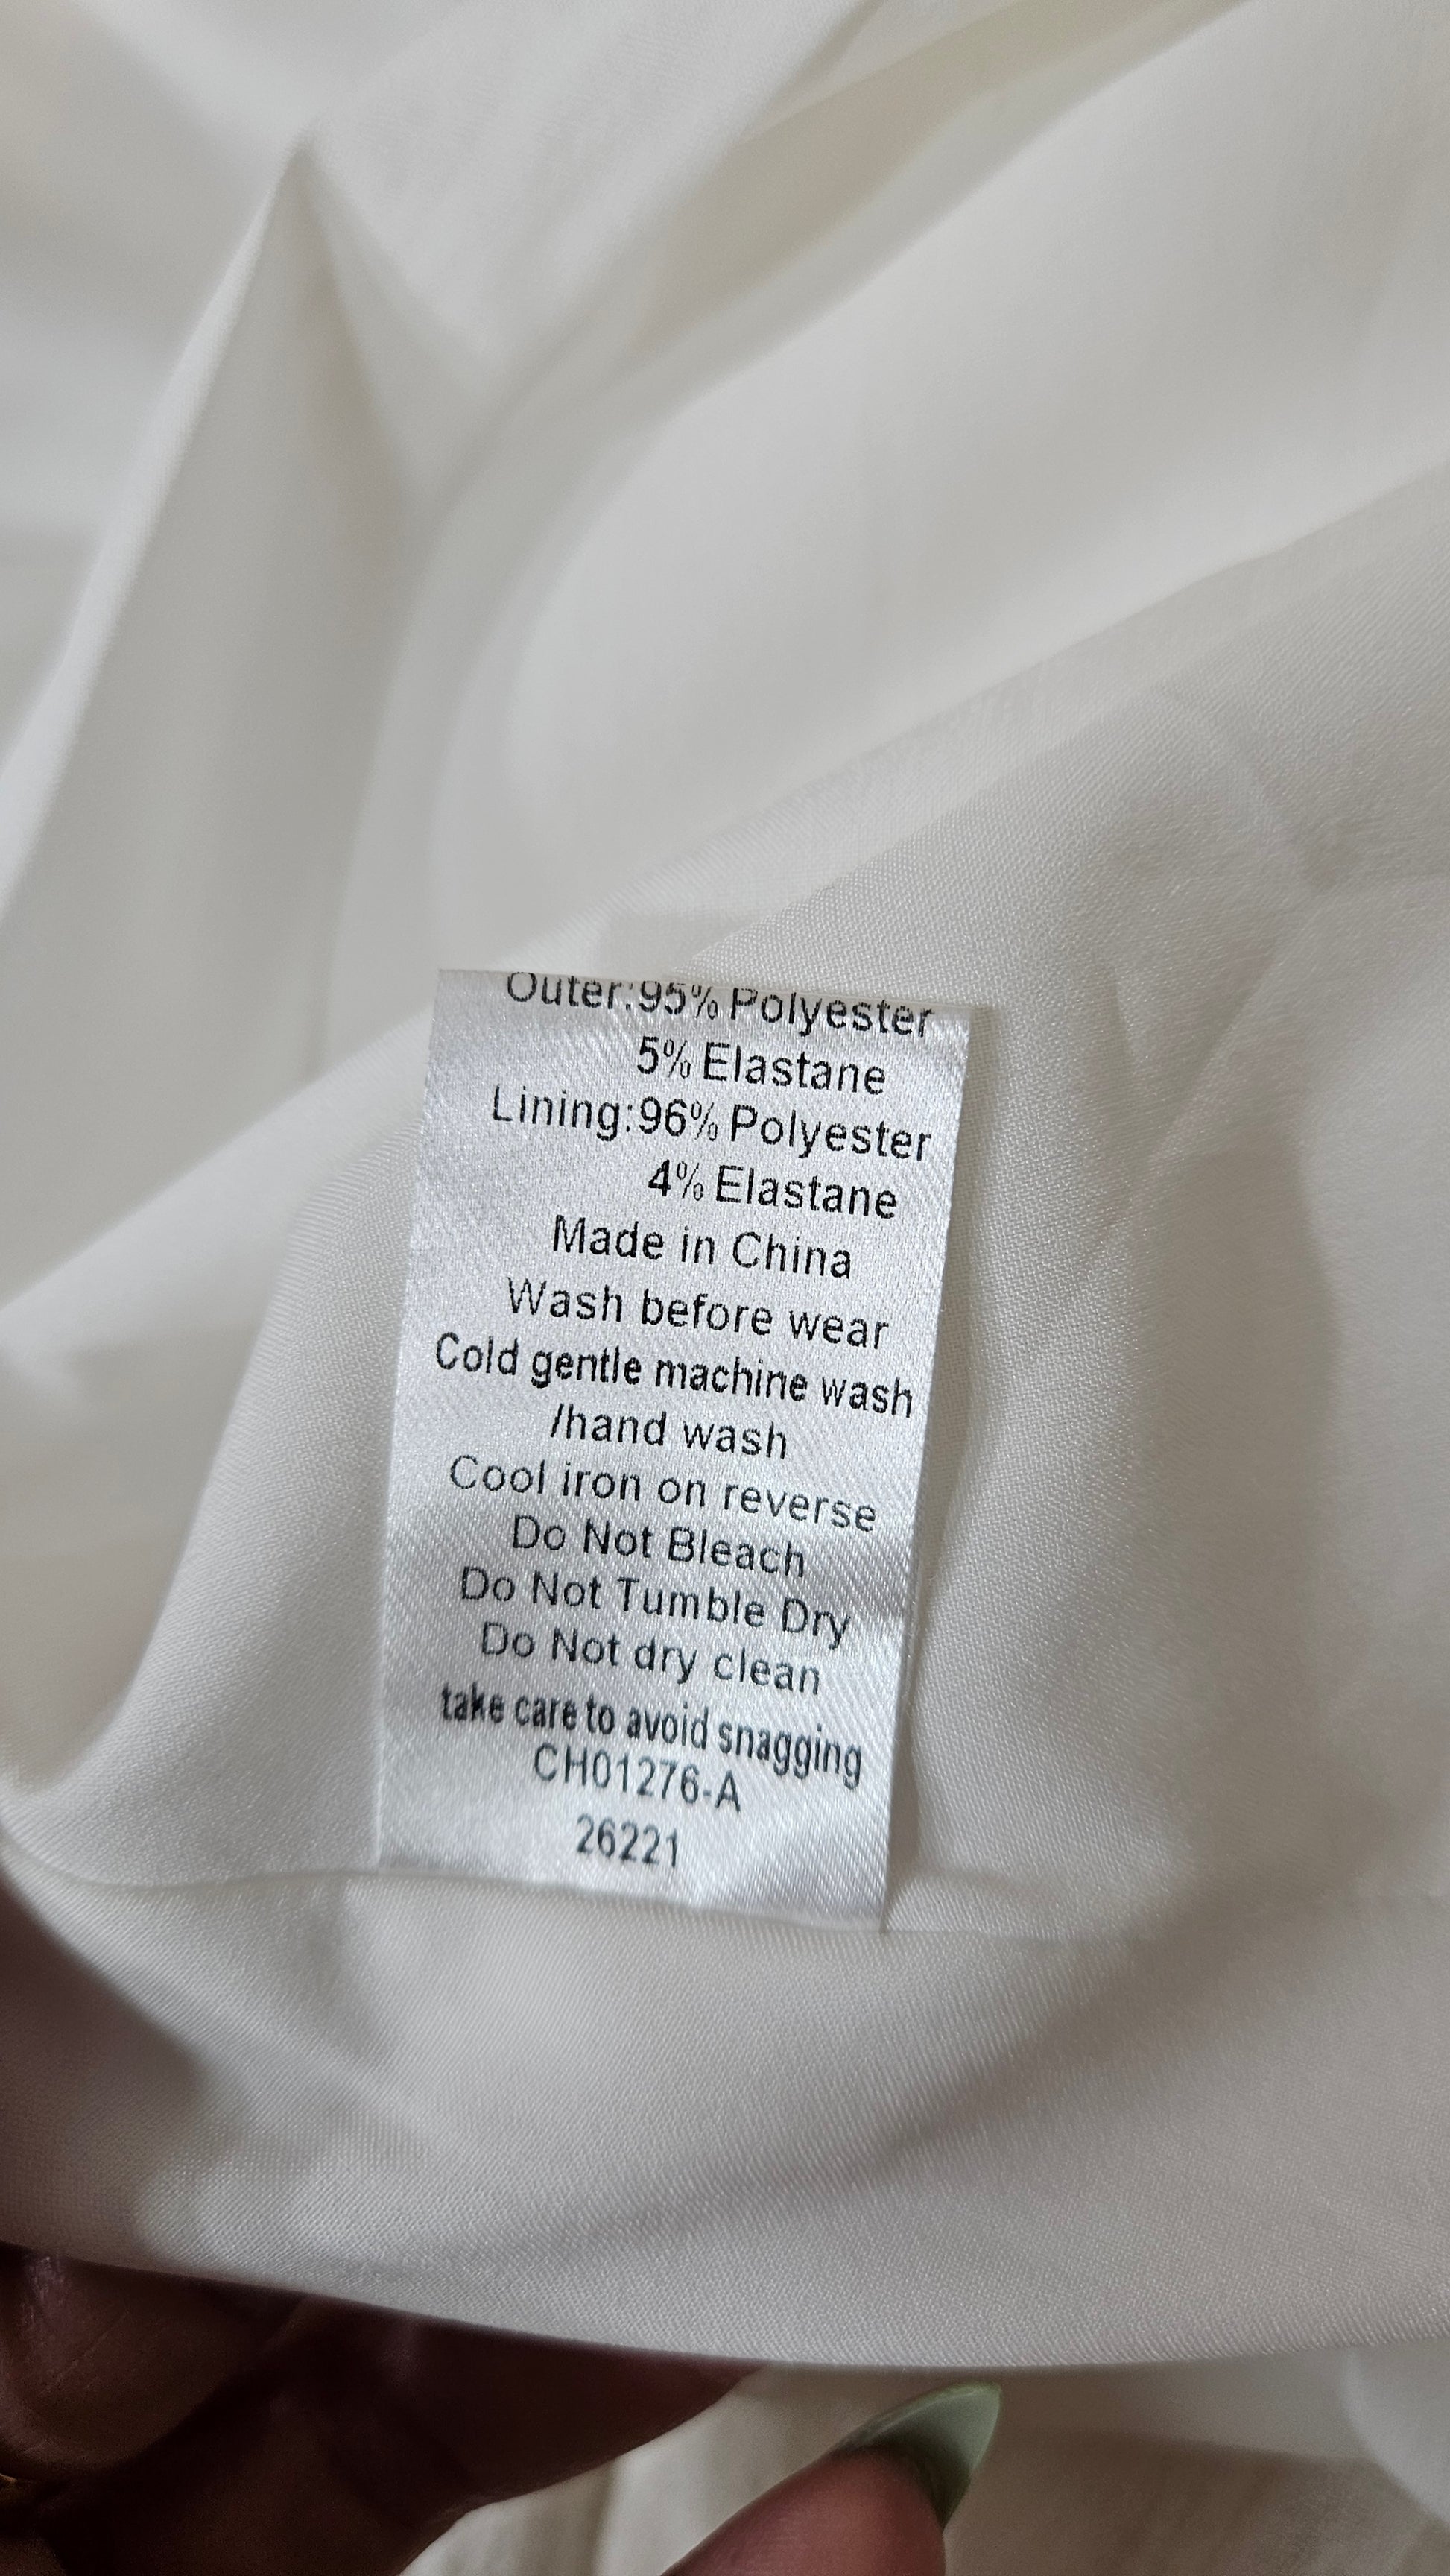 Outer:95% Polyester
5% Elastane
Lining:96% Polyester
4% Elastane
Made in China
Wash before wear
Cold gentle machine wash
/hand wash
Cool iron on reverse
Do Not Bleach
Do Not Tumble Dry
Do Not dry clean
take care to avoid snagging
CH01276-A
26221